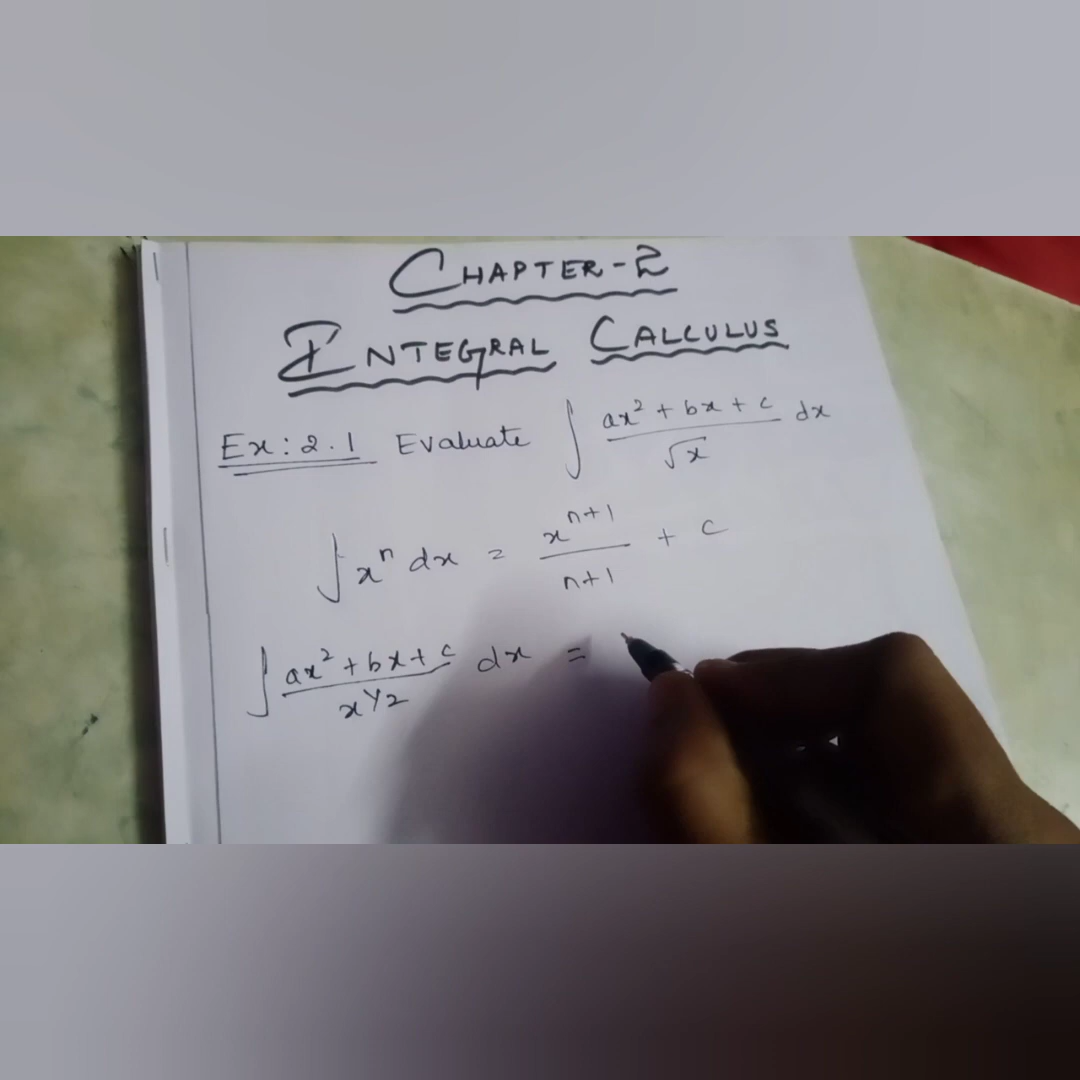 CHAPTER-2
INTEGRAL CALCULUS
Ex: 2.1 Evaluate ∫ (ax² + bx + c)/√x dx
∫ xⁿ dx = xⁿ⁺¹/(n+1) + c
∫ (ax² + bx + c)/x^(1/2) dx =